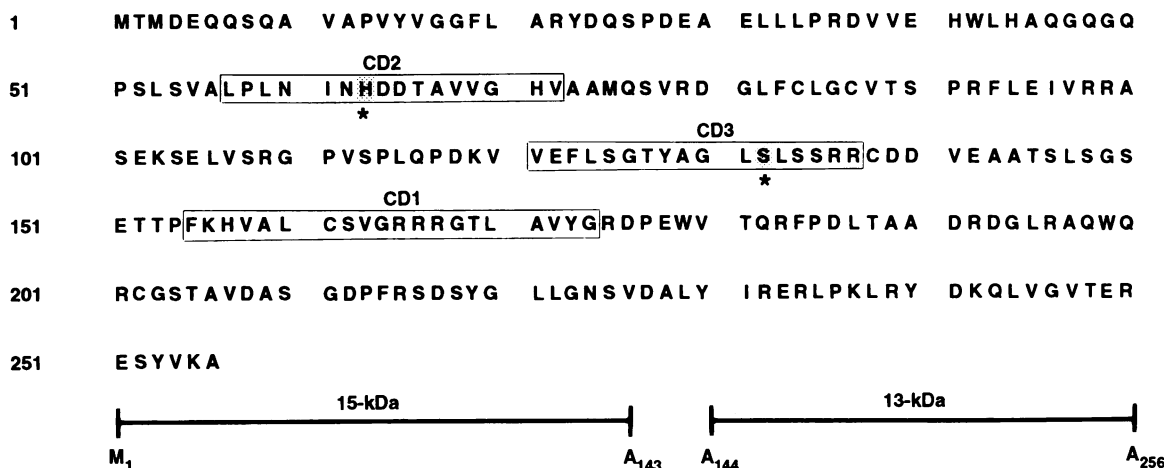 1 MTMDEQQSQA VAPVYVGGFL ARYDQSPDEA ELLLPRDVVE HWLHAQGQGQ
CD2
51 PSLSVALPLN INHDDTAVVG HVAAMQSVRD GLFCLGCVTS PRFLEIVRRA
*
CD3
101 SEKSELVSRG PVSPLQPDKV VEFLSGTYAG LSLSSRRCDD VEAATSLSGS
*
CD1
151 ETTPFKHVAL CSVGRRRGTL AVYGRDPEWV TQRFPDLTAA DRDGLRAQWQ
201 RCGSTAVDAS GDPFRSDSYG LLGNSVDALY IRERLPKLRY DKQLVGVTER
251 ESYVKA
15-kDa 13-kDa
M1 A143 A144 A256